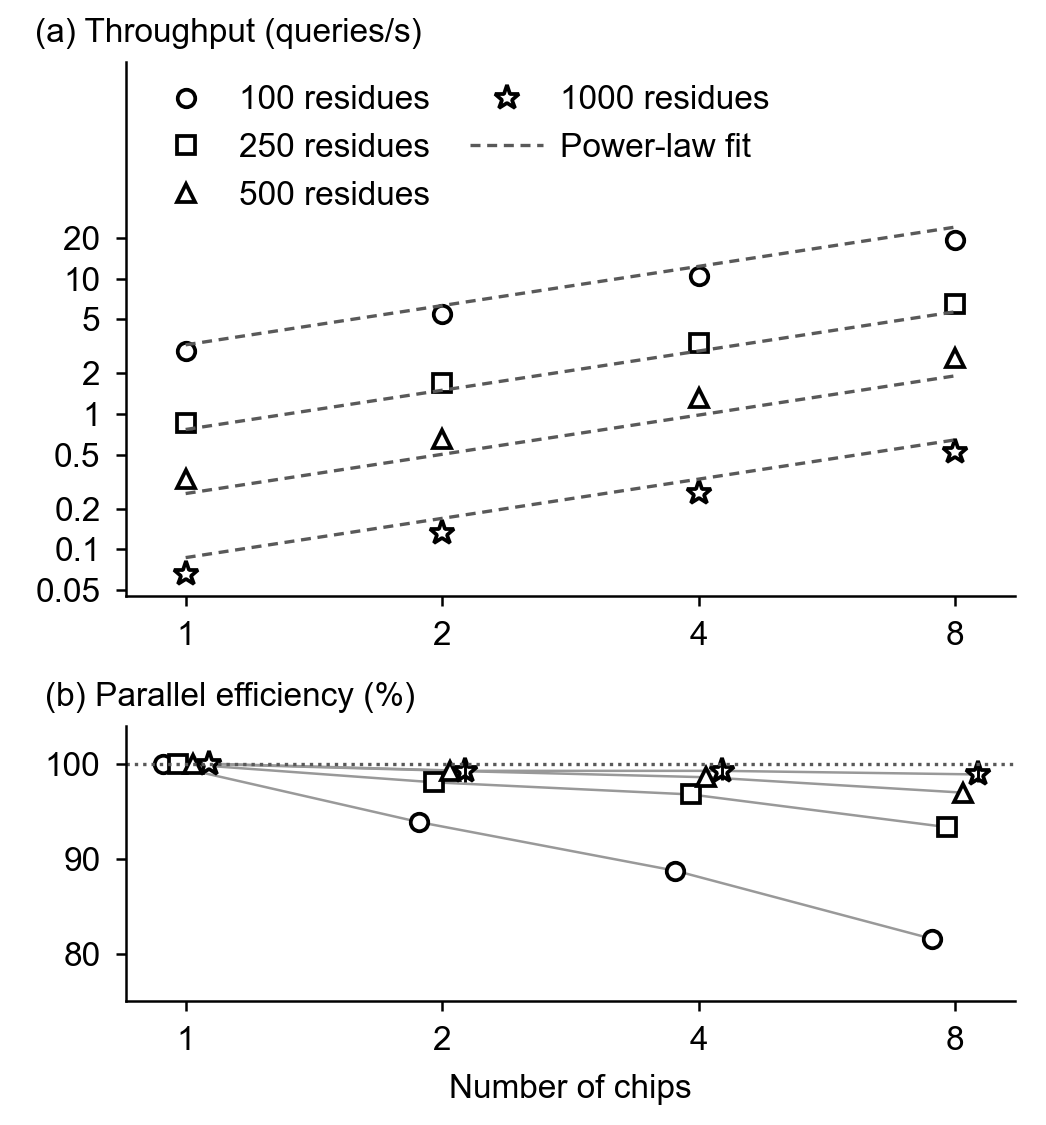 (a) Throughput (queries/s)
100 residues
250 residues
500 residues
1000 residues
Power-law fit
20
10
5
2
1
0.5
0.2
0.1
0.05
1 2 4 8
(b) Parallel efficiency (%)
100
90
80
1 2 4 8
Number of chips